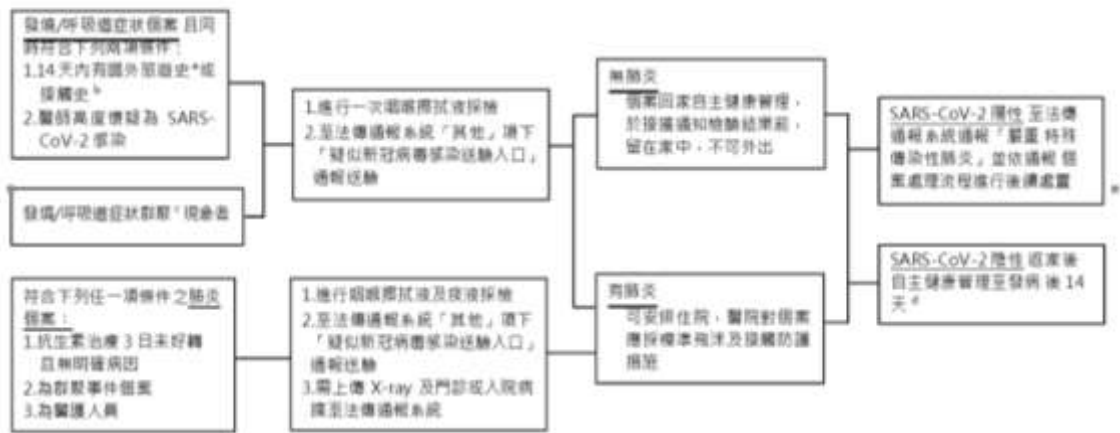 發燒/呼吸道症狀個案 且同
時符合下列兩項條件：
1.14天內有國外旅遊史ᵃ或
接觸史ᵇ
2.醫師高度懷疑為 SARS-
CoV-2 感染
發燒/呼吸道症狀群聚ᶜ現象者
符合下列任一項條件之肺炎
個案：
1.抗生素治療 3 日未好轉
且無明確病因
2.為群聚事件個案
3.為醫護人員
1.進行一次咽喉擦拭液採檢
2.至法傳通報系統「其他」項下
「疑似新冠病毒感染送驗入口」
通報送驗
1.進行咽喉擦拭液及痰液採檢
2.至法傳通報系統「其他」項下
「疑似新冠病毒感染送驗入口」
通報送驗
3.需上傳 X-ray 及門診或入院病
摘至法傳通報系統
無肺炎
個案回家自主健康管理，
於接獲通知檢驗結果前，
留在家中，不可外出
有肺炎
可安排住院，醫院對個案
應採標準飛沫及接觸防護
措施
SARS-CoV-2 陽性 至法傳
通報系統通報「嚴重 特殊
傳染性肺炎」並依通報 個
案處理流程進行後續處置
SARS-CoV-2 陰性 返家後
自主健康管理至發病 後 14
天ᵈ